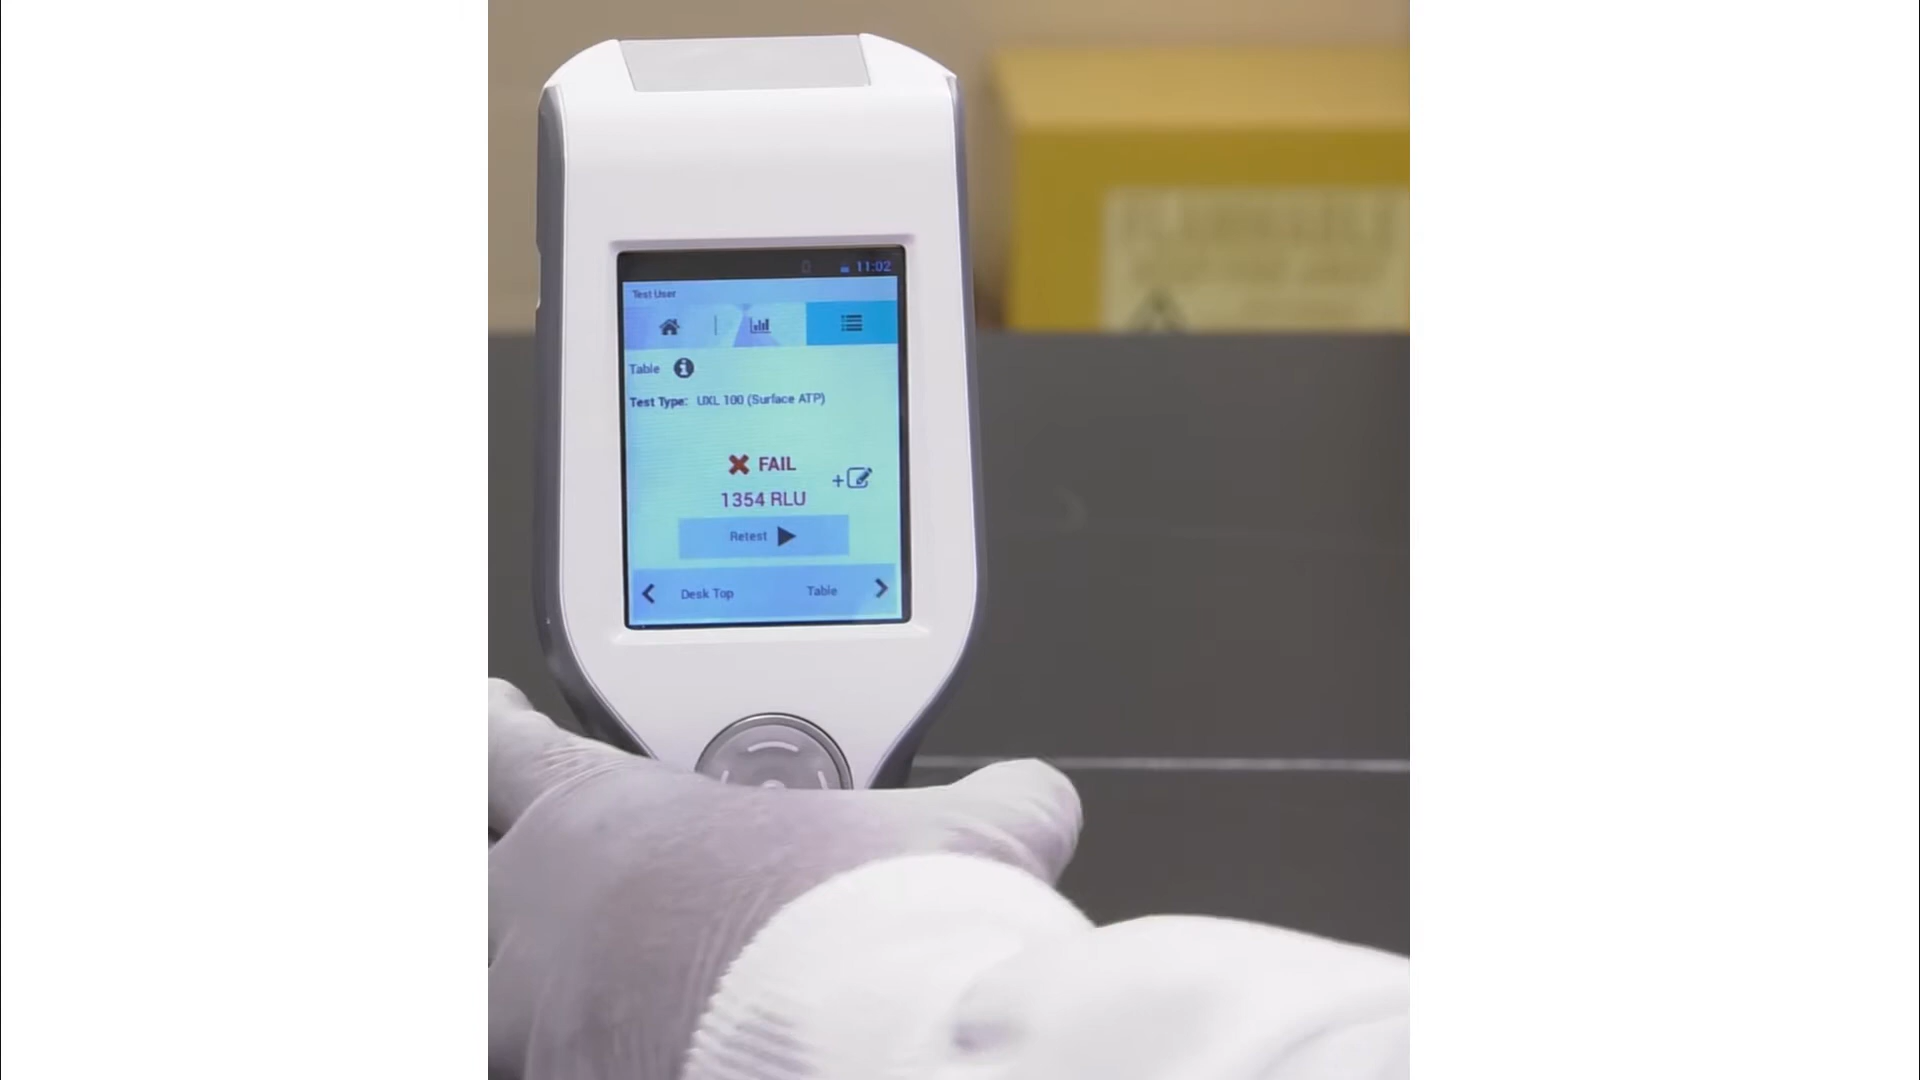 11:02
Test User
Table
Test Type: UXL 100 (Surface ATP)
FAIL
1354 RLU
Retest
Desk Top Table